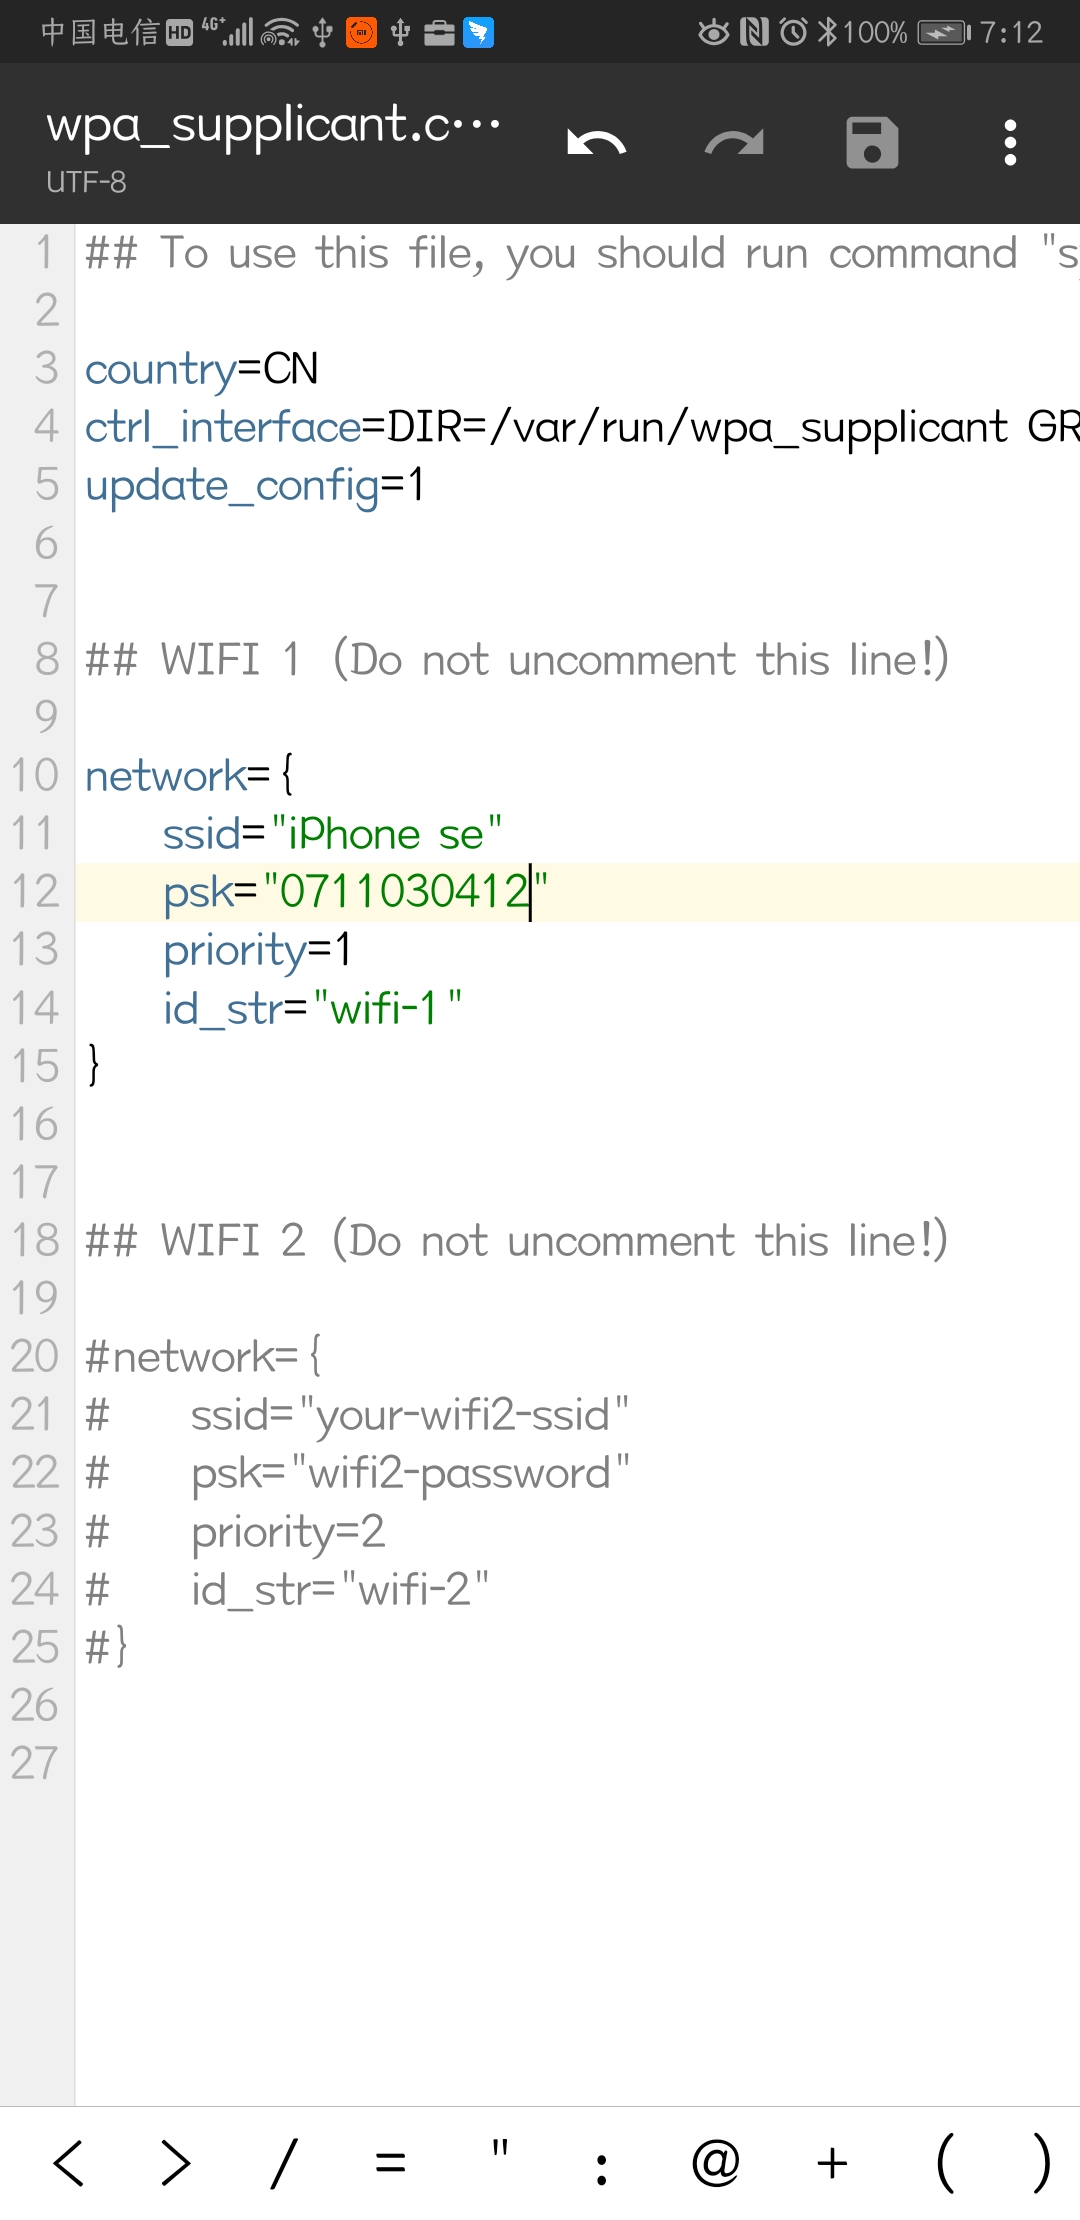 中国电信 HD 4G+ 100% 7:12
wpa_supplicant.c...
UTF-8
1 ## To use this file, you should run command "s
2
3 country=CN
4 ctrl_interface=DIR=/var/run/wpa_supplicant GR
5 update_config=1
6
7
8 ## WIFI 1 (Do not uncomment this line!)
9
10 network={
11 ssid="iPhone se"
12 psk="0711030412"
13 priority=1
14 id_str="wifi-1"
15 }
16
17
18 ## WIFI 2 (Do not uncomment this line!)
19
20 #network={
21 # ssid="your-wifi2-ssid"
22 # psk="wifi2-password"
23 # priority=2
24 # id_str="wifi-2"
25 #}
26
27
< > / = " : @ + ( )